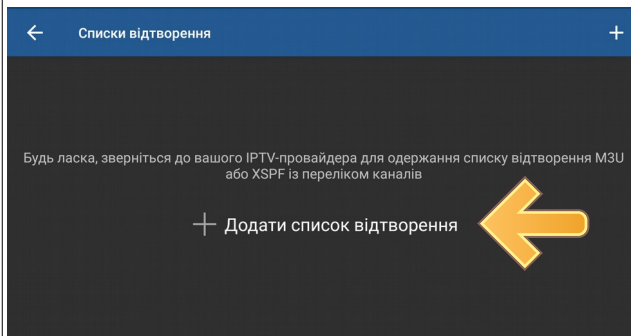 Списки відтворення
Будь ласка, зверніться до вашого IPTV-провайдера для одержання списку відтворення M3U
або XSPF із переліком каналів
Додати список відтворення